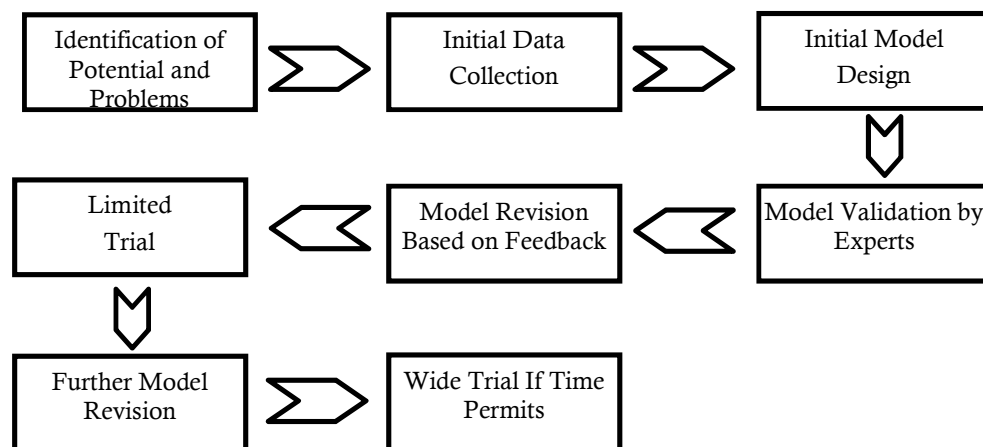 Identification of
Potential and
Problems
Initial Data
Collection
Initial Model
Design
Model Validation by
Experts
Model Revision
Based on Feedback
Limited
Trial
Further Model
Revision
Wide Trial If Time
Permits